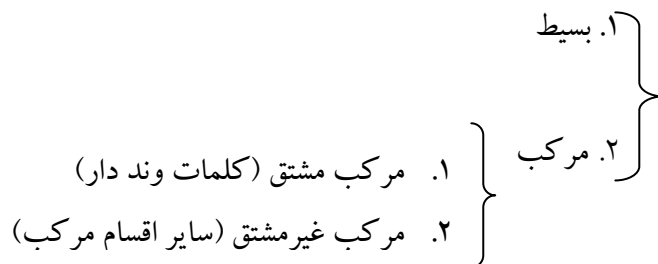 ۱. بسیط
۲. مرکب
۱. مرکب مشتق (کلمات وند دار)
۲. مرکب غیرمشتق (سایر اقسام مرکب)